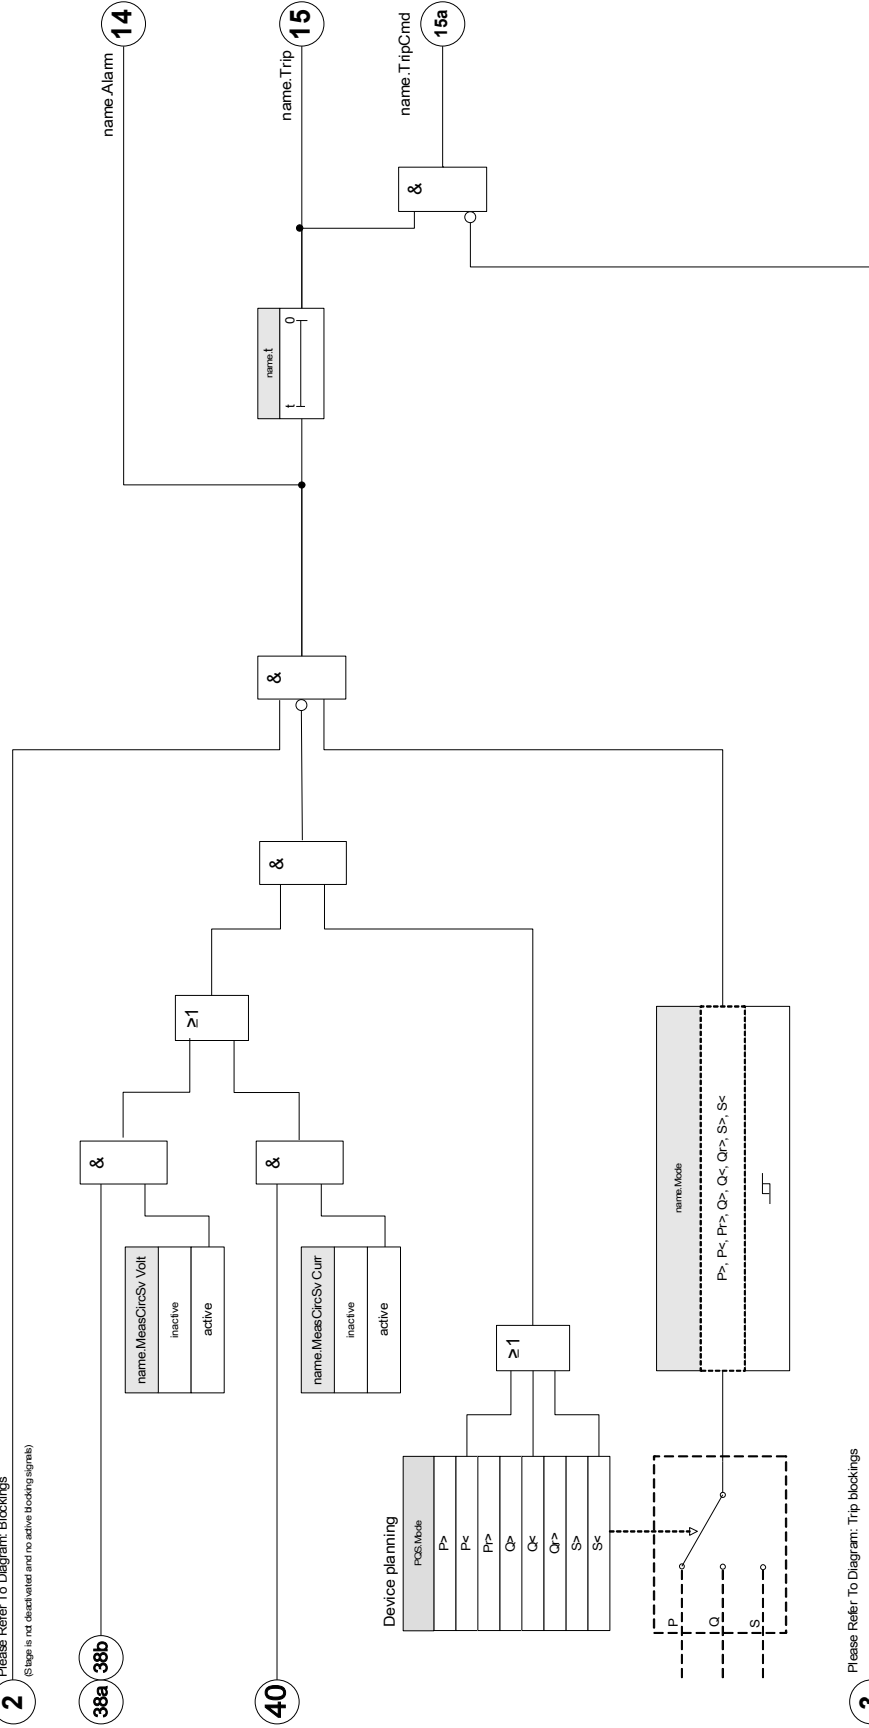 Please Refer To Diagram: Blockings
(Stage is not deactivated and no active blocking signals)
2
14
name.Alarm
15
name.Trip
15a
name.TripCmd
&
name.t
t
0
&
&
≥1
&
&
38a
38b
name.MeasCircSv Volt
inactive
active
40
name.MeasCircSv Curr
inactive
active
≥1
Device planning
PQS.Mode
P>
P<
Pr>
Q>
Q<
Qr>
S>
S<
name.Mode
P>, P<, Pr>, Q>, Q<, Qr>, S>, S<
P
Q
S
Please Refer To Diagram: Trip blockings
3